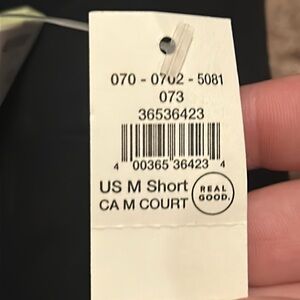 070 - 0702 - 5081
073
36536423
4 00365 36423 4
US M Short
CA M COURT
REAL
GOOD.